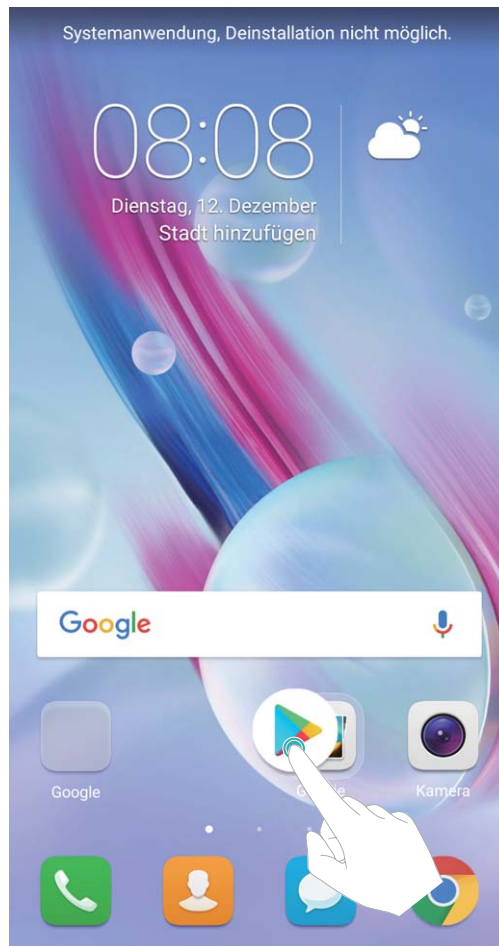 Systemanwendung, Deinstallation nicht möglich.
08:08
Dienstag, 12. Dezember
Stadt hinzufügen
Google
Google
Kamera